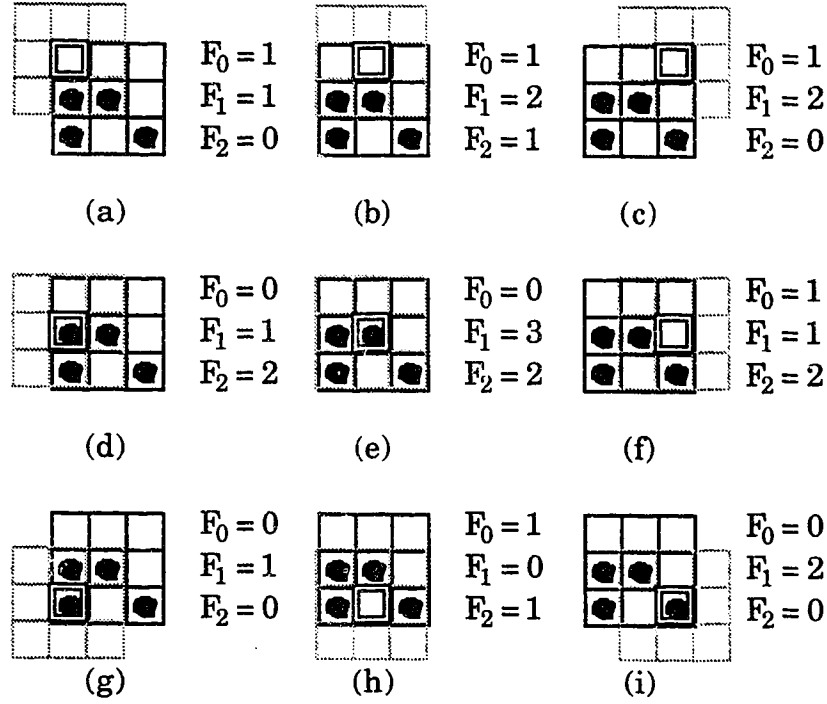 F₀ = 1 F₀ = 1 F₀ = 1
F₁ = 1 F₁ = 2 F₁ = 2
F₂ = 0 F₂ = 1 F₂ = 0
(a) (b) (c)
F₀ = 0 F₀ = 0 F₀ = 1
F₁ = 1 F₁ = 3 F₁ = 1
F₂ = 2 F₂ = 2 F₂ = 2
(d) (e) (f)
F₀ = 0 F₀ = 1 F₀ = 0
F₁ = 1 F₁ = 0 F₁ = 2
F₂ = 0 F₂ = 1 F₂ = 0
(g) (h) (i)